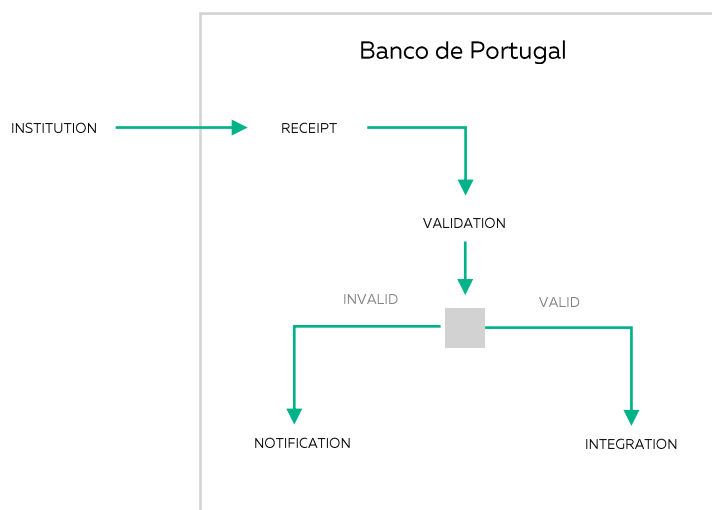 Banco de Portugal
INSTITUTION
RECEIPT
VALIDATION
INVALID
VALID
NOTIFICATION
INTEGRATION